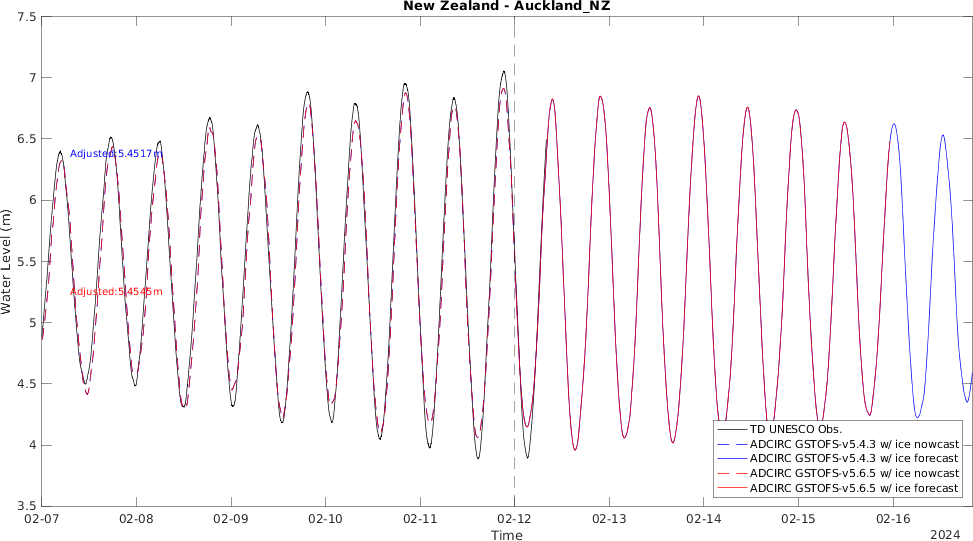 New Zealand - Auckland_NZ
7.5
7
6.5
6
5.5
5
4.5
4
3.5
Water Level (m)
Adjusted:5.4517m
Adjusted:5.4545m
TD UNESCO Obs.
ADCIRC GSTOFS-v5.4.3 w/ ice nowcast
ADCIRC GSTOFS-v5.4.3 w/ ice forecast
ADCIRC GSTOFS-v5.6.5 w/ ice nowcast
ADCIRC GSTOFS-v5.6.5 w/ ice forecast
02-07 02-08 02-09 02-10 02-11 02-12 02-13 02-14 02-15 02-16
Time
2024